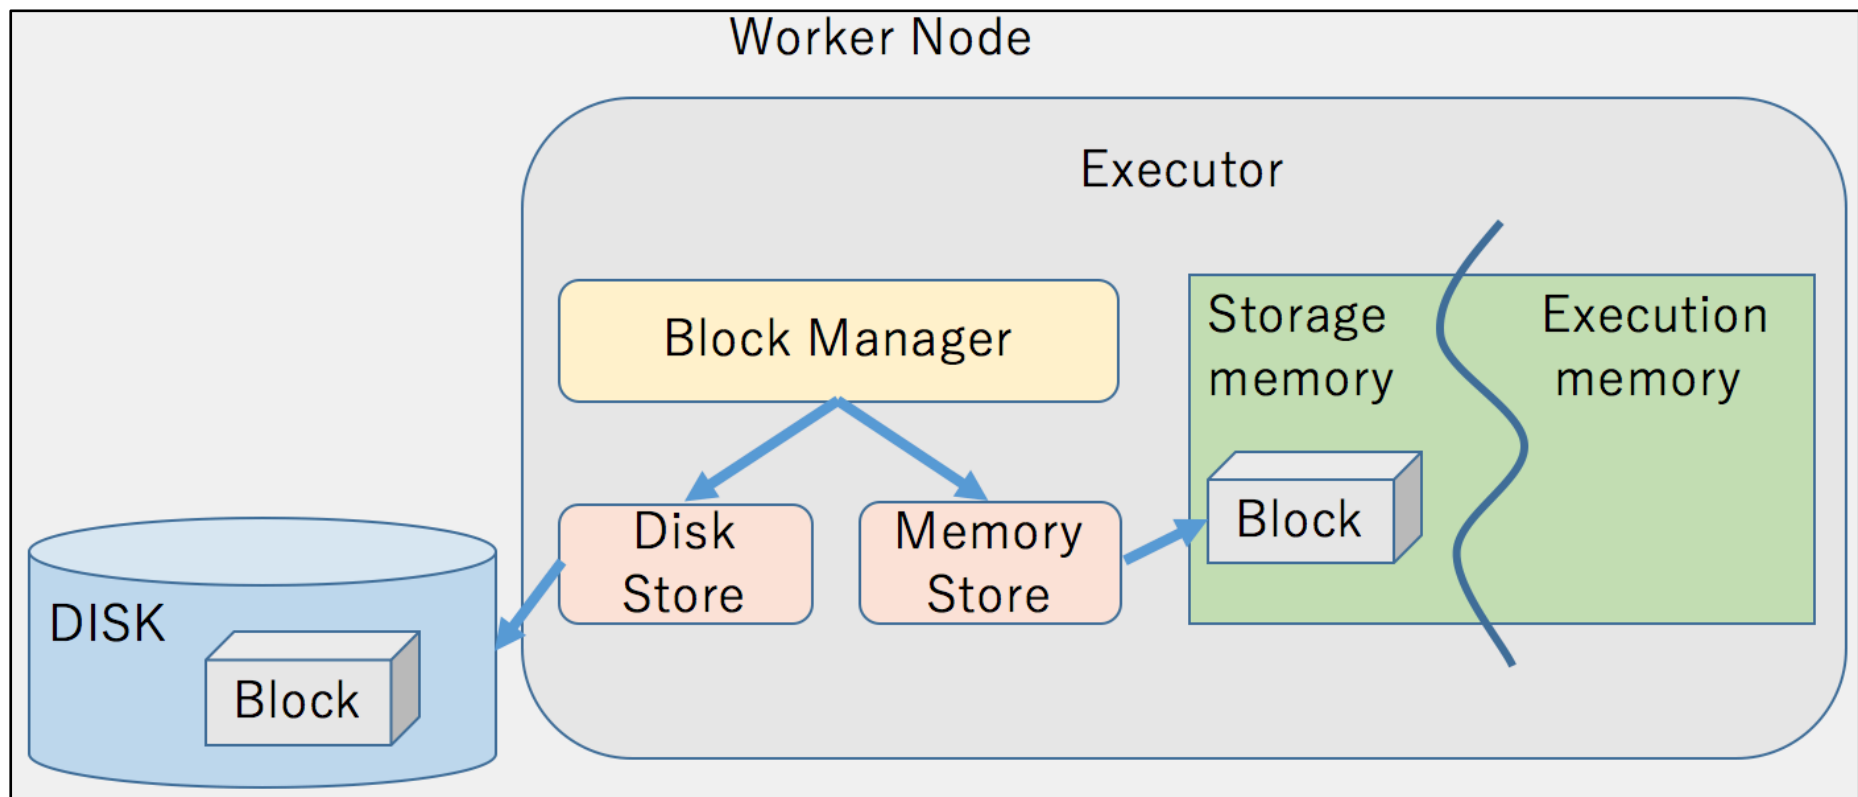 Worker Node
Executor
Block Manager
Storage
memory
Execution
memory
Disk
Store
Memory
Store
Block
DISK
Block